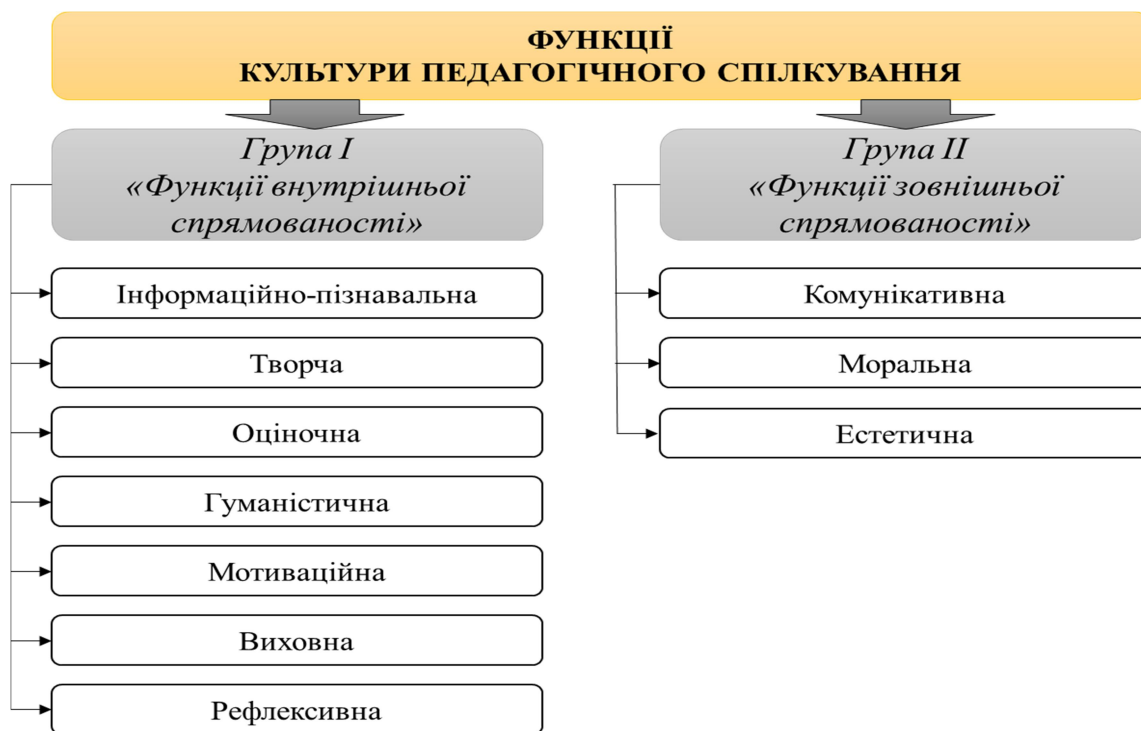 ФУНКЦІЇ
КУЛЬТУРИ ПЕДАГОГІЧНОГО СПІЛКУВАННЯ
Група I
«Функції внутрішньої
спрямованості»
Інформаційно-пізнавальна
Творча
Оціночна
Гуманістична
Мотиваційна
Виховна
Рефлексивна
Група II
«Функції зовнішньої
спрямованості»
Комунікативна
Моральна
Естетична